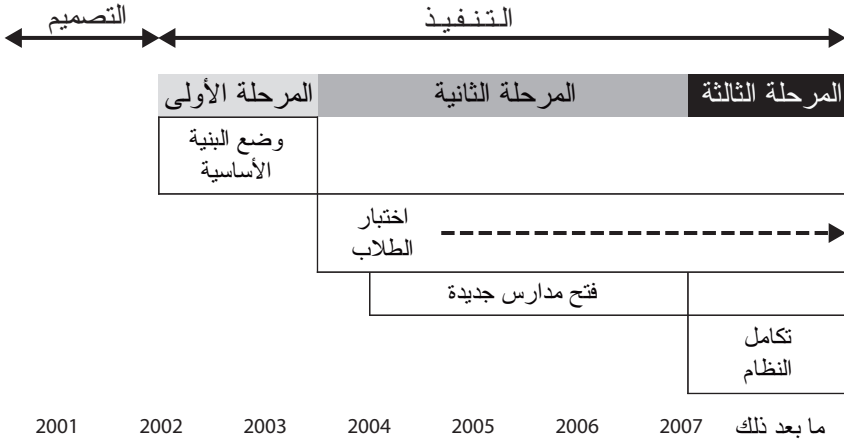 التصميم
التنفيذ
المرحلة الأولى
المرحلة الثانية
المرحلة الثالثة
وضع البنية
الأساسية
اختبار
الطلاب
فتح مدارس جديدة
تكامل
النظام
2001 2002 2003 2004 2005 2006 2007 ما بعد ذلك